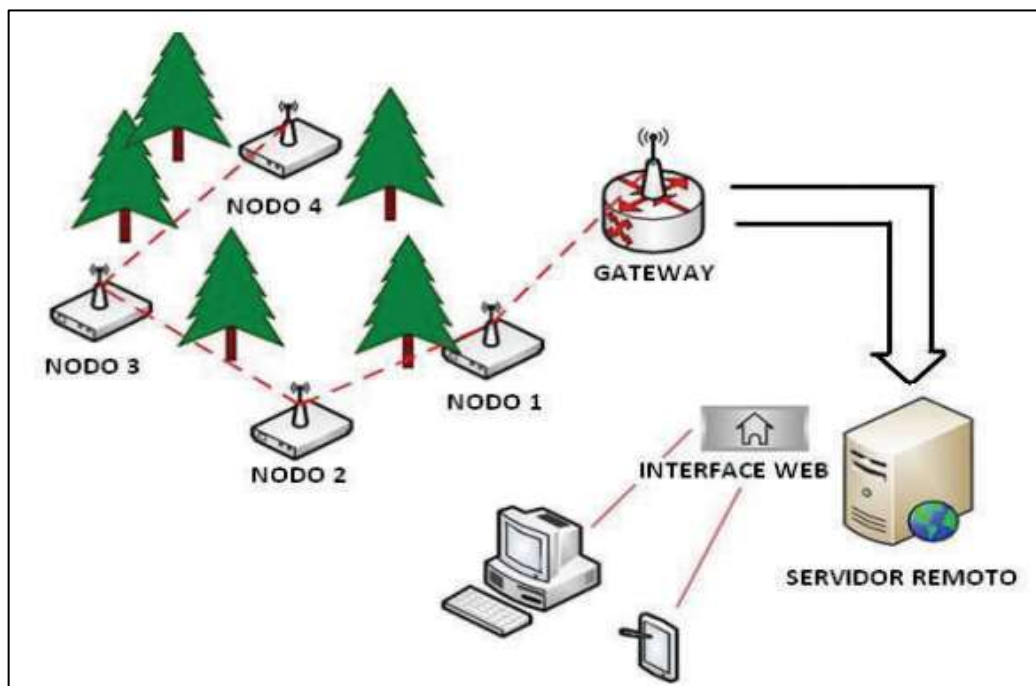 NODO 4
GATEWAY
NODO 3
NODO 1
NODO 2
INTERFACE WEB
SERVIDOR REMOTO